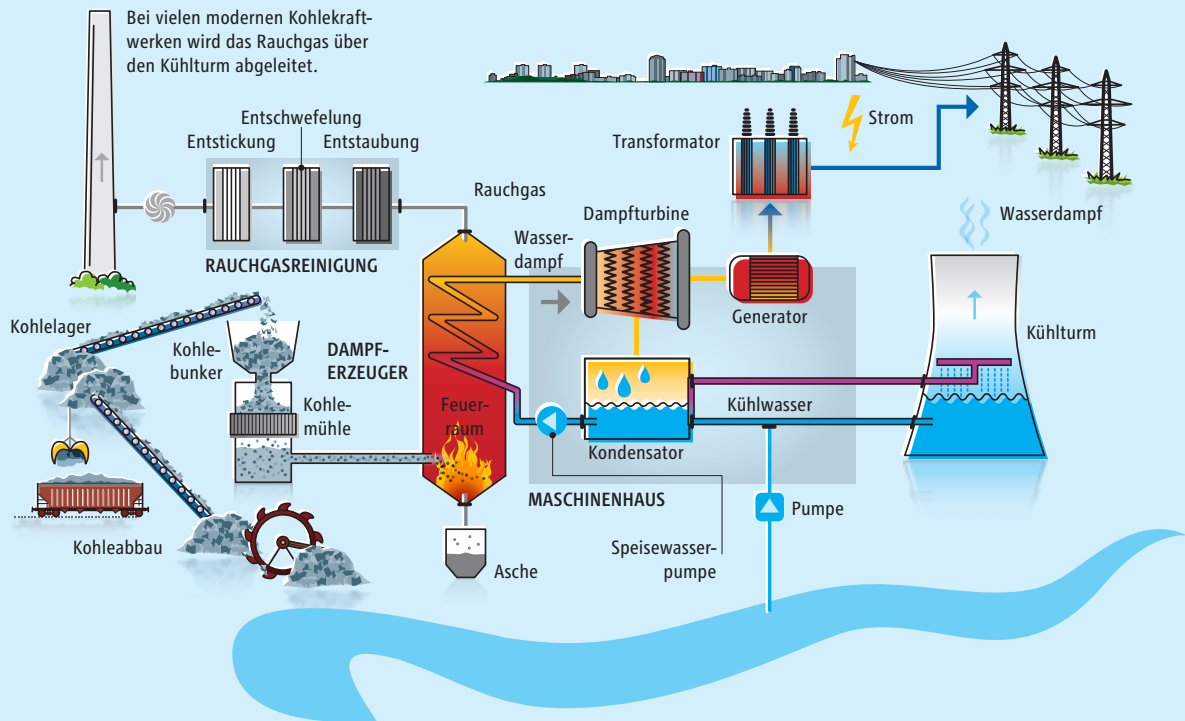 Bei vielen modernen Kohlekraft-
werken wird das Rauchgas über
den Kühlturm abgeleitet.
Entschwefelung
Entstickung
Entstaubung
RAUCHGASREINIGUNG
Rauchgas
Transformator
Strom
Dampfturbine
Wasser-
dampf
Generator
Wasserdampf
Kühlturm
Kohlelager
Kohle-
bunker
DAMPF-
ERZEUGER
Kohle-
mühle
Feuer-
raum
Kühlwasser
Kondensator
MASCHINENHAUS
Pumpe
Kohleabbau
Asche
Speisewasser-
pumpe